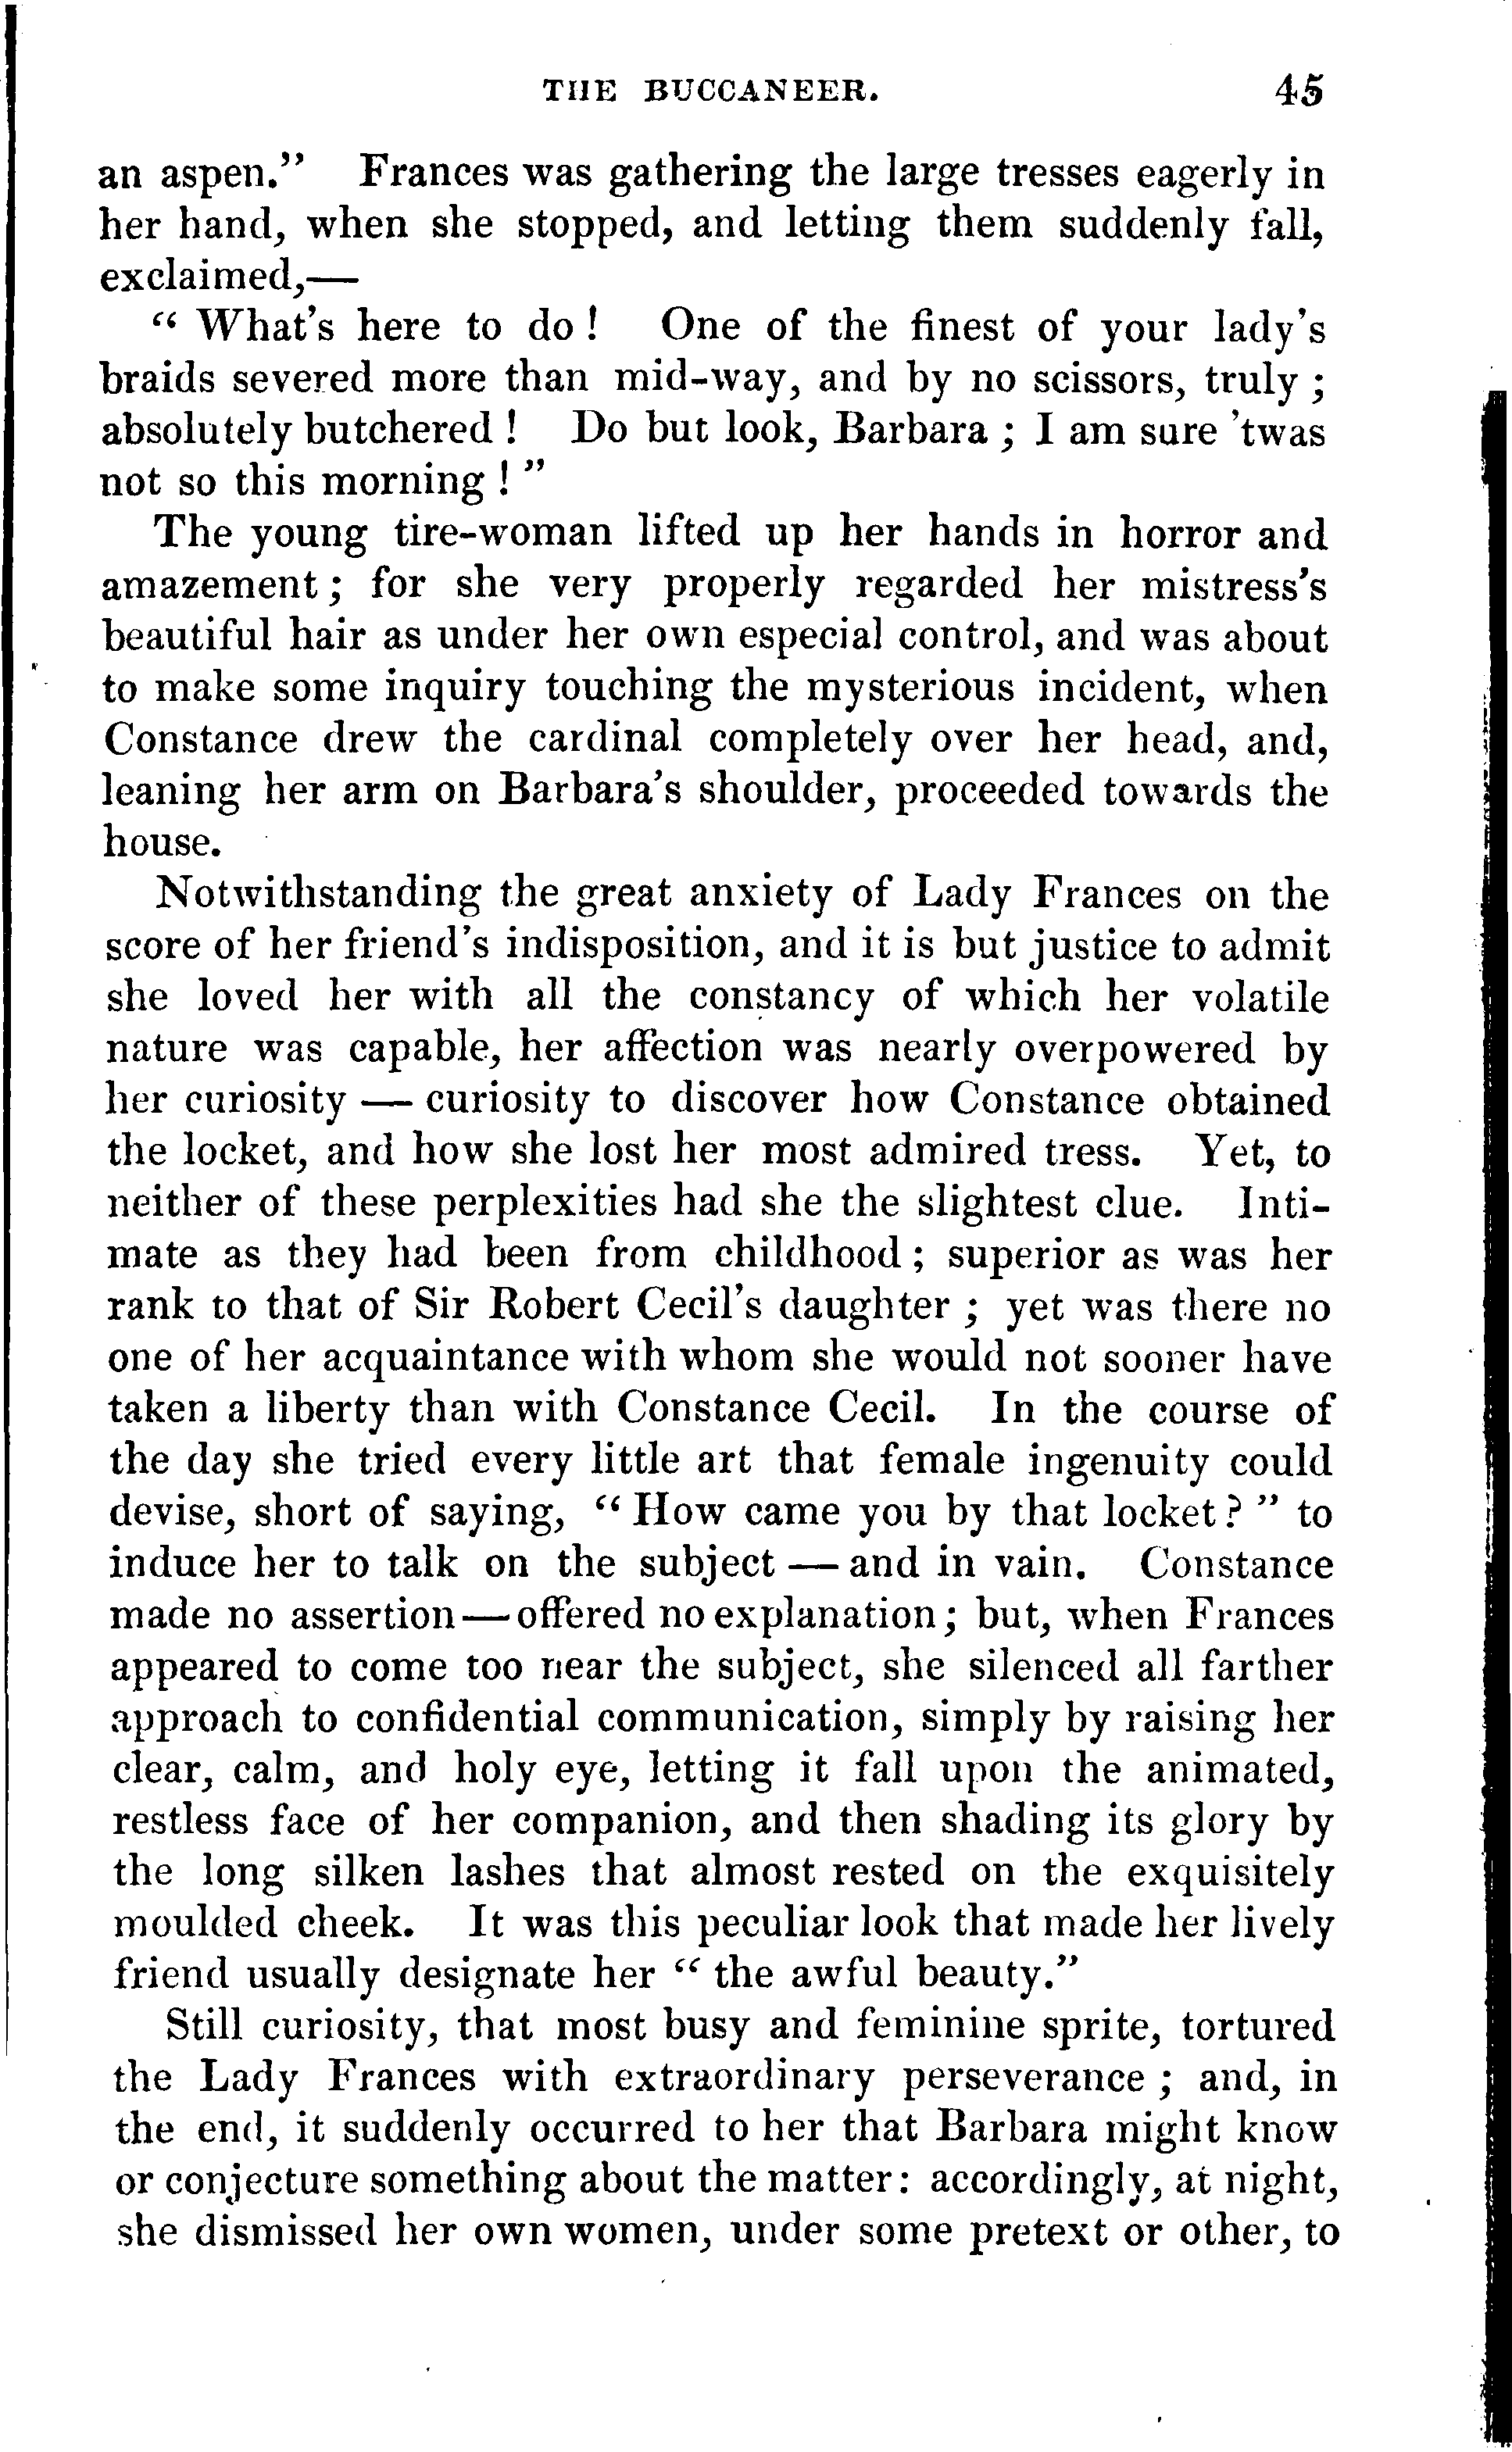 THE BUCCANEER. 45
an aspen.” Frances was gathering the large tresses eagerly in
her hand, when she stopped, and letting them suddenly fall,
exclaimed,—
“ What’s here to do ! One of the finest of your lady’s
braids severed more than mid-way, and by no scissors, truly ;
absolutely butchered ! Do but look, Barbara ; I am sure ’twas
not so this morning ! ”
The young tire-woman lifted up her hands in horror and
amazement ; for she very properly regarded her mistress’s
beautiful hair as under her own especial control, and was about
to make some inquiry touching the mysterious incident, when
Constance drew the cardinal completely over her head, and,
leaning her arm on Barbara’s shoulder, proceeded towards the
house.
Notwithstanding the great anxiety of Lady Frances on the
score of her friend’s indisposition, and it is but justice to admit
she loved her with all the constancy of which her volatile
nature was capable, her affection was nearly overpowered by
her curiosity — curiosity to discover how Constance obtained
the locket, and how she lost her most admired tress. Yet, to
neither of these perplexities had she the slightest clue. Inti-
mate as they had been from childhood ; superior as was her
rank to that of Sir Robert Cecil’s daughter ; yet was there no
one of her acquaintance with whom she would not sooner have
taken a liberty than with Constance Cecil. In the course of
the day she tried every little art that female ingenuity could
devise, short of saying, “ How came you by that locket ? ” to
induce her to talk on the subject — and in vain. Constance
made no assertion — offered no explanation ; but, when Frances
appeared to come too near the subject, she silenced all farther
approach to confidential communication, simply by raising her
clear, calm, and holy eye, letting it fall upon the animated,
restless face of her companion, and then shading its glory by
the long silken lashes that almost rested on the exquisitely
moulded cheek. It was this peculiar look that made her lively
friend usually designate her “ the awful beauty.”
Still curiosity, that most busy and feminine sprite, tortured
the Lady Frances with extraordinary perseverance ; and, in
the end, it suddenly occurred to her that Barbara might know
or conjecture something about the matter : accordingly, at night,
she dismissed her own women, under some pretext or other, to